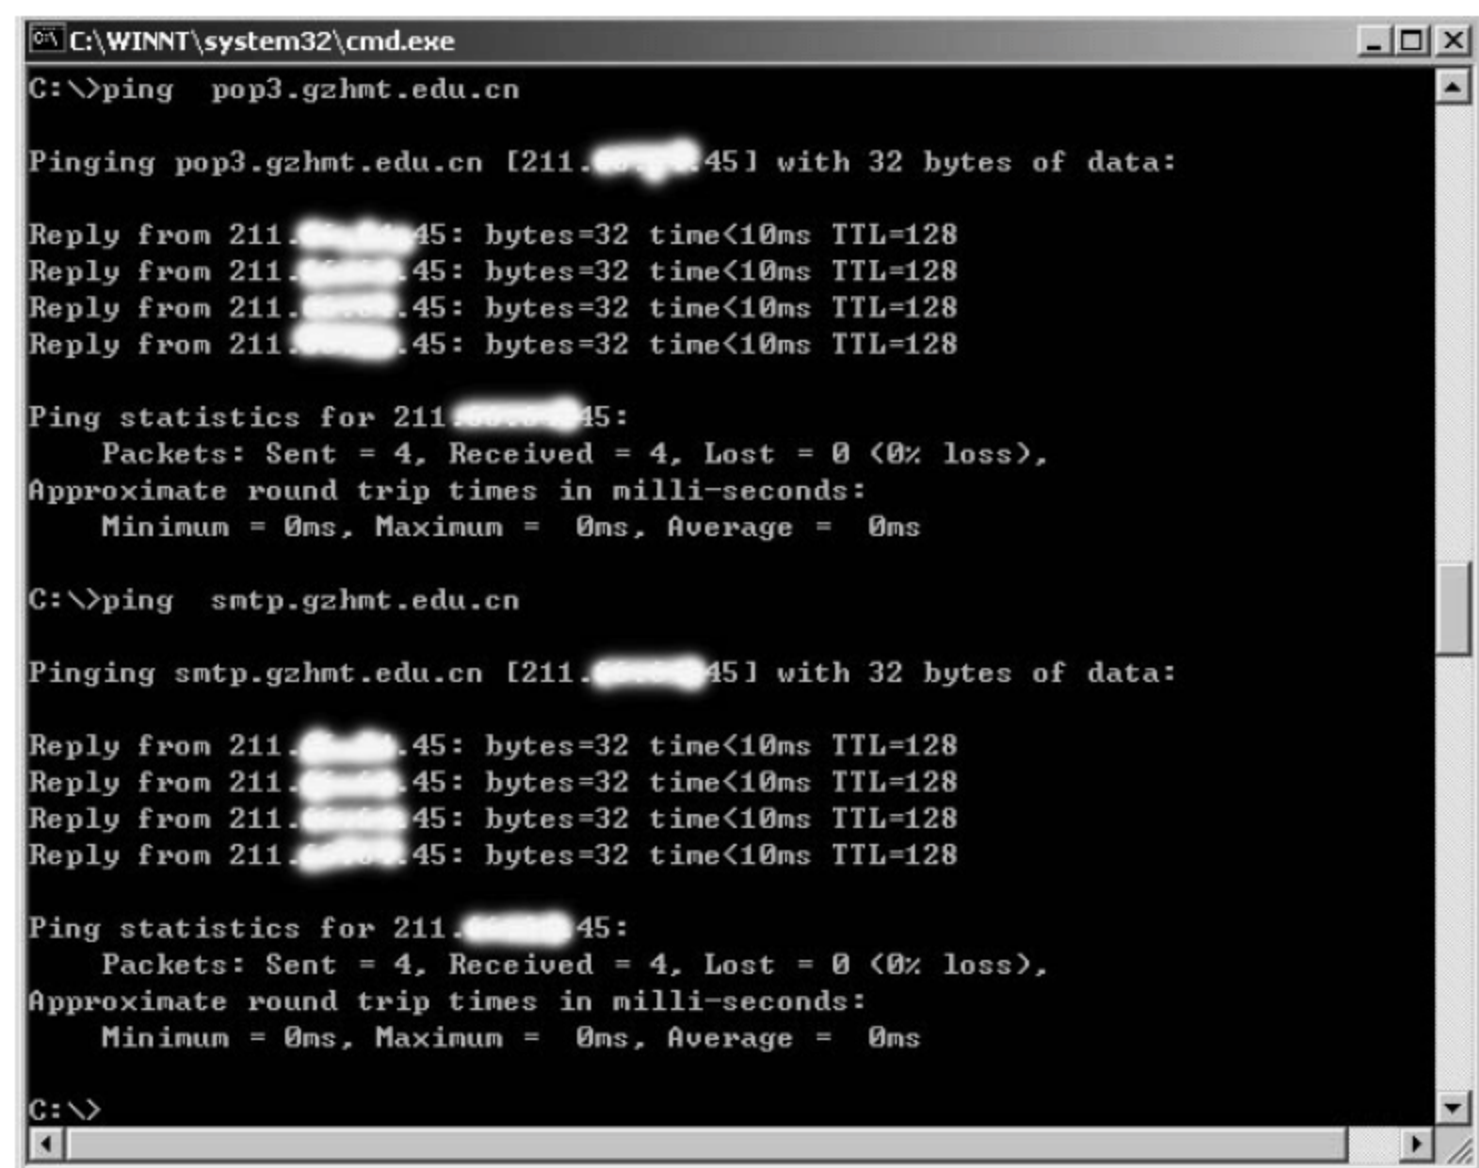 C:\WINNT\system32\cmd.exe
C:\>ping  pop3.gzhmt.edu.cn
Pinging pop3.gzhmt.edu.cn [211. .45] with 32 bytes of data:
Reply from 211. 45: bytes=32 time<10ms TTL=128
Reply from 211. .45: bytes=32 time<10ms TTL=128
Reply from 211. .45: bytes=32 time<10ms TTL=128
Reply from 211. .45: bytes=32 time<10ms TTL=128
Ping statistics for 211 45:
    Packets: Sent = 4, Received = 4, Lost = 0 (0% loss),
Approximate round trip times in milli-seconds:
    Minimum = 0ms, Maximum =  0ms, Average =  0ms
C:\>ping  smtp.gzhmt.edu.cn
Pinging smtp.gzhmt.edu.cn [211. 45] with 32 bytes of data:
Reply from 211. .45: bytes=32 time<10ms TTL=128
Reply from 211. .45: bytes=32 time<10ms TTL=128
Reply from 211. 45: bytes=32 time<10ms TTL=128
Reply from 211. .45: bytes=32 time<10ms TTL=128
Ping statistics for 211. 45:
    Packets: Sent = 4, Received = 4, Lost = 0 (0% loss),
Approximate round trip times in milli-seconds:
    Minimum = 0ms, Maximum =  0ms, Average =  0ms
C:\>